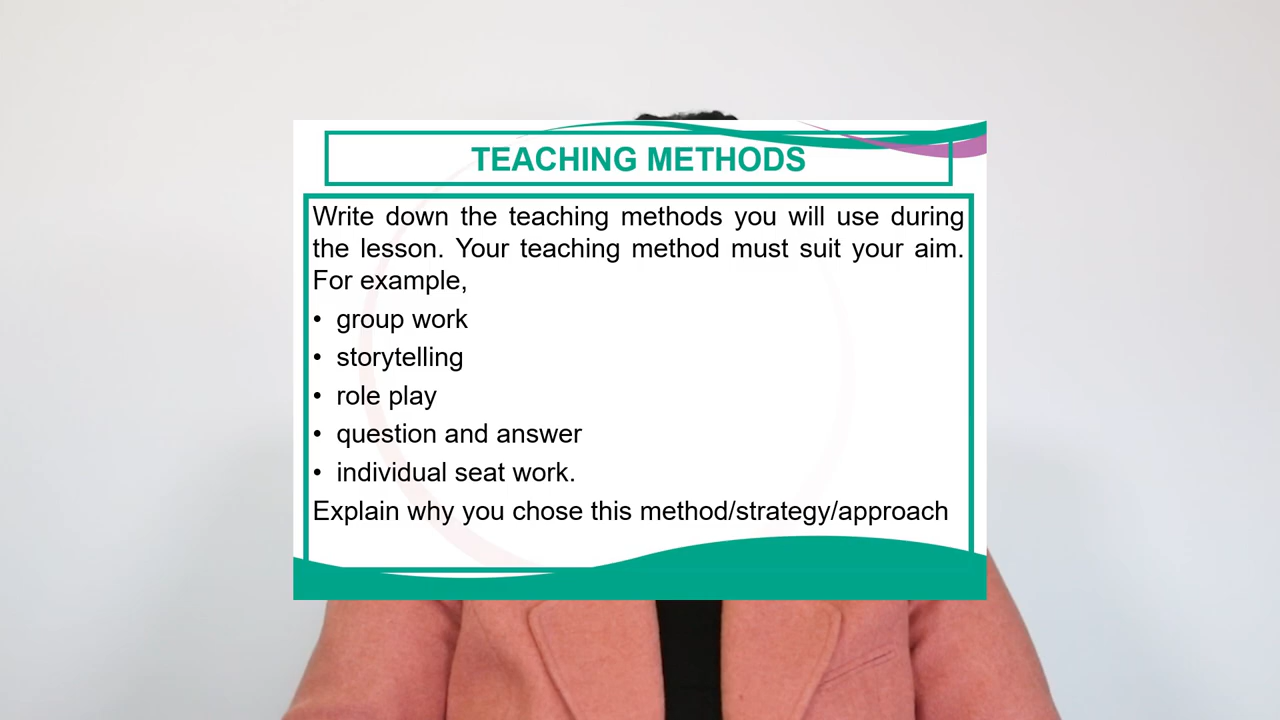 TEACHING METHODS
Write down the teaching methods you will use during
the lesson. Your teaching method must suit your aim.
For example,
• group work
• storytelling
• role play
• question and answer
• individual seat work.
Explain why you chose this method/strategy/approach